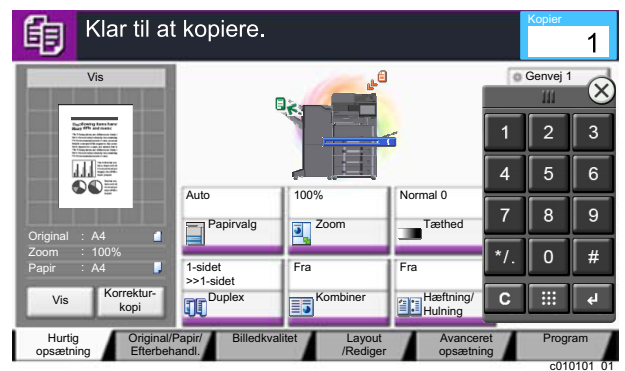 Klar til at kopiere.
Kopier
1
Vis
Genvej 1
Original : A4
Zoom : 100%
Papir : A4
Vis
Korrektur-
kopi
Auto
Papirvalg
100%
Zoom
Normal 0
Tæthed
1-sidet
>>1-sidet
Duplex
Fra
Kombiner
Fra
Hæftning/
Hulning
1 2 3
4 5 6
7 8 9
*/. 0 #
C
Hurtig
opsætning
Original/Papir/
Efterbehandl.
Billedkvalitet
Layout
/Rediger
Avanceret
opsætning
Program
c010101_01